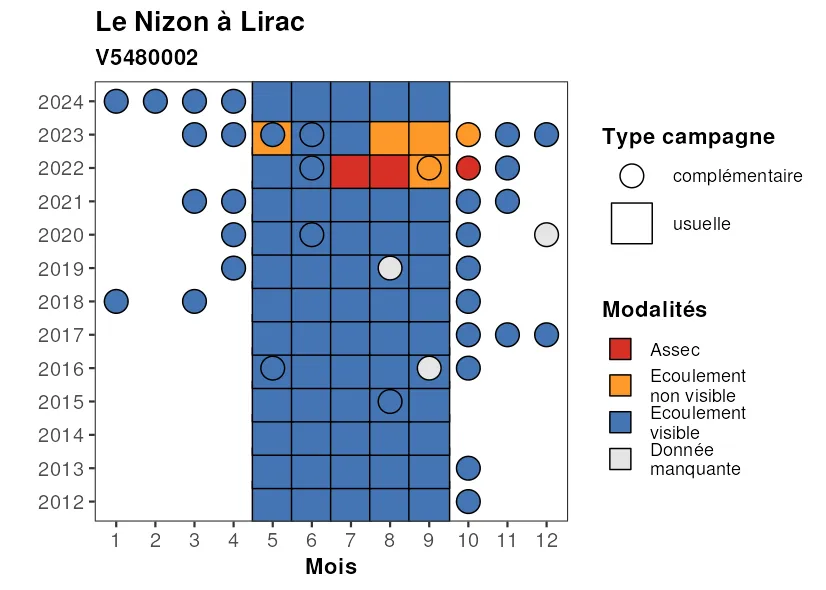 Le Nizon à Lirac
V5480002
2024
2023
2022
2021
2020
2019
2018
2017
2016
2015
2014
2013
2012
1 2 3 4 5 6 7 8 9 10 11 12
Mois
Type campagne
complémentaire
usuelle
Modalités
Assec
Ecoulement
non visible
Ecoulement
visible
Donnée
manquante